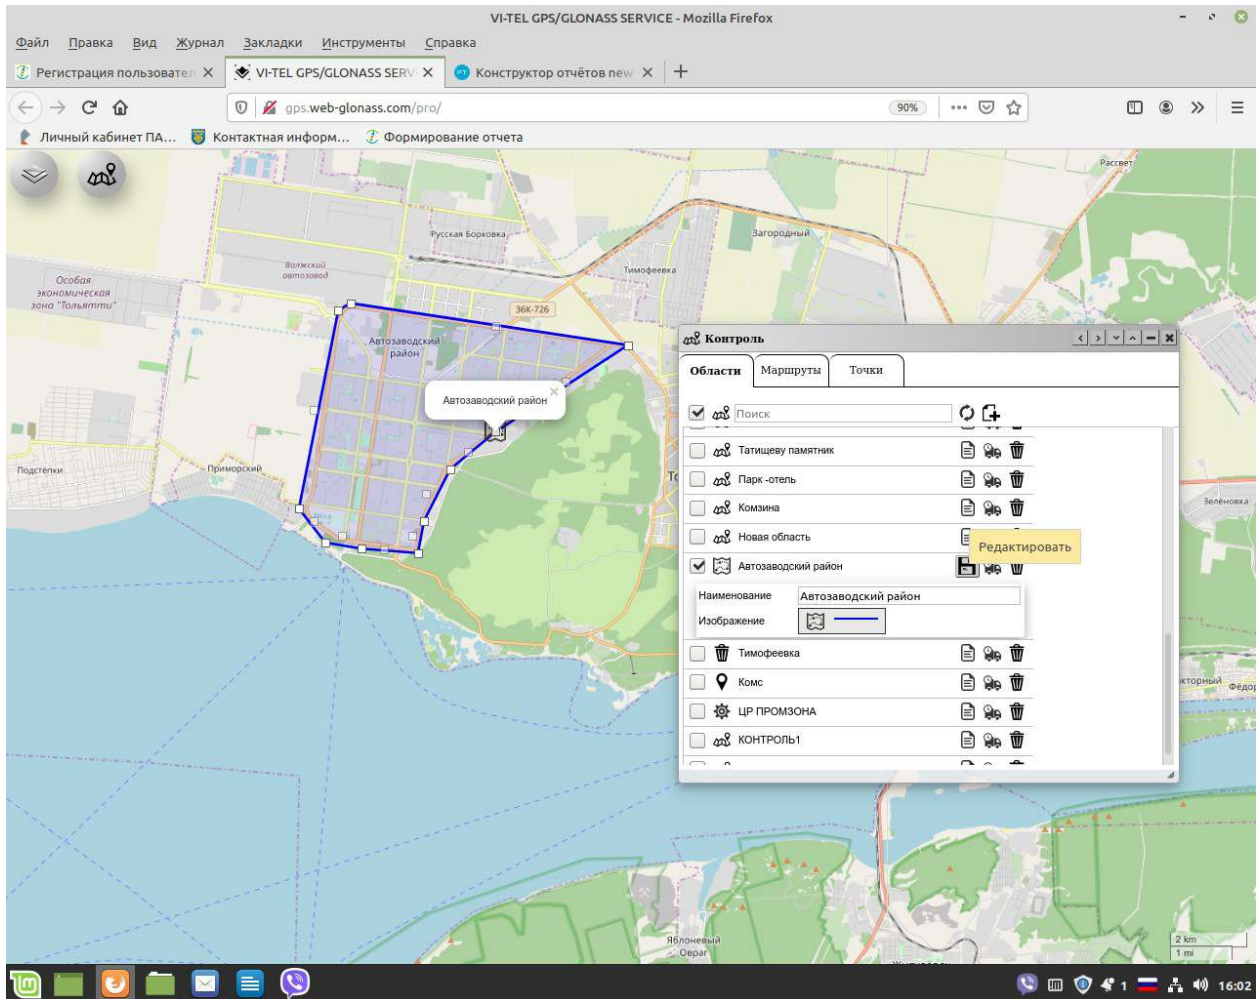 VI-TEL GPS/GLONASS SERVICE - Mozilla Firefox
Файл Правка Вид Журнал Закладки Инструменты Справка
Регистрация пользовател VI-TEL GPS/GLONASS SERV Конструктор отчётов new
gps.web-glonass.com/pro/ 90%
Личный кабинет ПА... Контактная информ... Формирование отчета
Рассвет
Русская Борковка
Загородный
Волжский
автозавод
Тимофеевка
Особая
экономическая
зона "Тольятти"
36К-726
Автозаводский
район
Автозаводский район
Подстёпки
Приморский
Зелёновка
Контроль
Области Маршруты Точки
Поиск
Татищеву памятник
Парк -отель
Комзина
Новая область
Редактировать
Автозаводский район
Наименование Автозаводский район
Изображение
Тимофеевка
Комс
ЦР ПРОМЗОНА
КОНТРОЛЬ1
Яблоневый
Овраг
2 km
1 mi
1 16:02